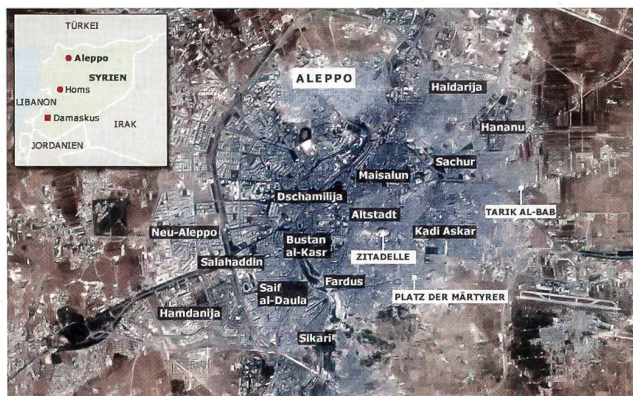 TÜRKEI
Aleppo
SYRIEN
Homs
LIBANON
Damaskus
IRAK
JORDANIEN
ALEPPO
Haidarija
Hananu
Sachur
Maisalun
Dschamilija
Altstadt
TARIK AL-BAB
Neu-Aleppo
Kadi Askar
Bustan
al-Kasr
ZITADELLE
Salahaddin
Fardus
Saif
al-Daula
PLATZ DER MÄRTYRER
Hamdanija
Sikari